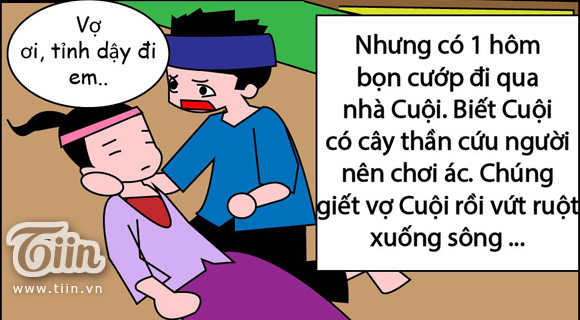 Vợ
ơi, tỉnh dậy đi
em..
Nhưng có 1 hôm
bọn cướp đi qua
nhà Cuội. Biết Cuội
có cây thần cứu người
nên chơi ác. Chúng
giết vợ Cuội rồi vứt ruột
xuống sông ...
Tiin
www.tiin.vn